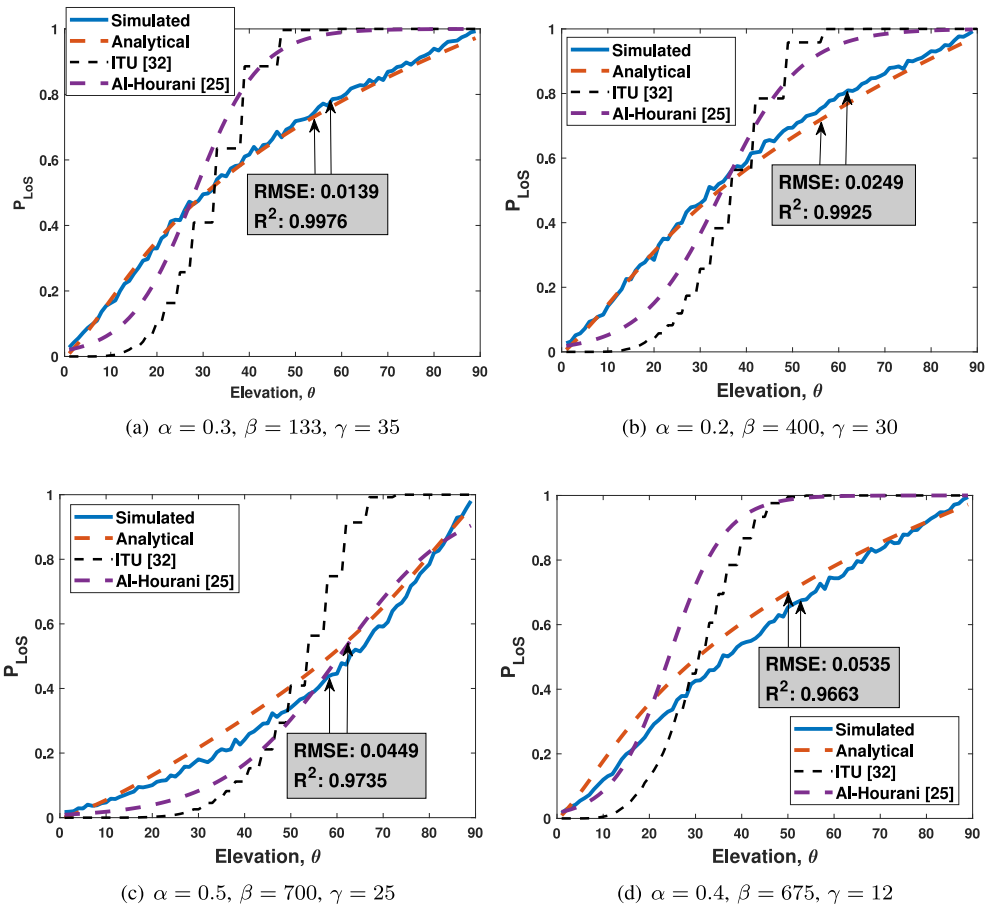 Simulated
Analytical
ITU [32]
Al-Hourani [25]
1
0.8
0.6
0.4
0.2
0
P_LoS
RMSE: 0.0139
R²: 0.9976
0 10 20 30 40 50 60 70 80 90
Elevation, θ
(a) α = 0.3, β = 133, γ = 35
Simulated
Analytical
ITU [32]
Al-Hourani [25]
1
0.8
0.6
0.4
0.2
0
P_LoS
RMSE: 0.0249
R²: 0.9925
0 10 20 30 40 50 60 70 80 90
Elevation, θ
(b) α = 0.2, β = 400, γ = 30
Simulated
Analytical
ITU [32]
Al-Hourani [25]
1
0.8
0.6
0.4
0.2
0
P_LoS
RMSE: 0.0449
R²: 0.9735
0 10 20 30 40 50 60 70 80 90
Elevation, θ
(c) α = 0.5, β = 700, γ = 25
1
0.8
0.6
0.4
0.2
0
P_LoS
RMSE: 0.0535
R²: 0.9663
Simulated
Analytical
ITU [32]
Al-Hourani [25]
0 10 20 30 40 50 60 70 80 90
Elevation, θ
(d) α = 0.4, β = 675, γ = 12